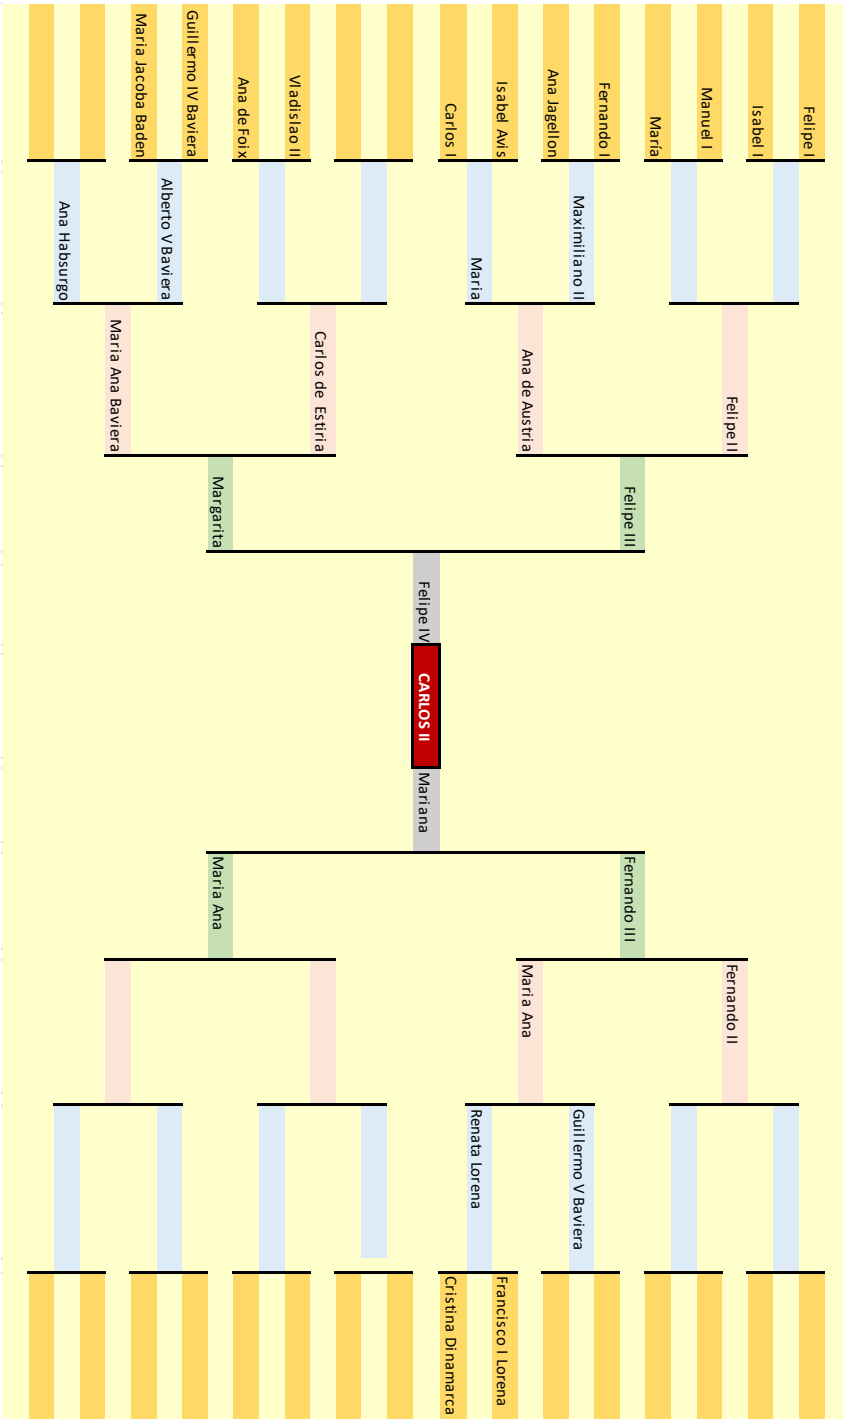 Felipe I
Isabel I
Manuel I
María
Fernando I
Ana Jagellon
Isabel Avis
Carlos I
Vladislao II
Ana de Foix
Guillermo IV Baviera
Maria Jacoba Baden
Maximiliano II
Maria
Alberto V Baviera
Ana Habsurgo
Felipe II
Ana de Austria
Carlos de Estiria
Maria Ana Baviera
Felipe III
Margarita
Felipe IV
CARLOS II
Mariana
Fernando III
Maria Ana
Fernando II
Maria Ana
Guillermo V Baviera
Renata Lorena
Francisco I Lorena
Cristina Dinamarca